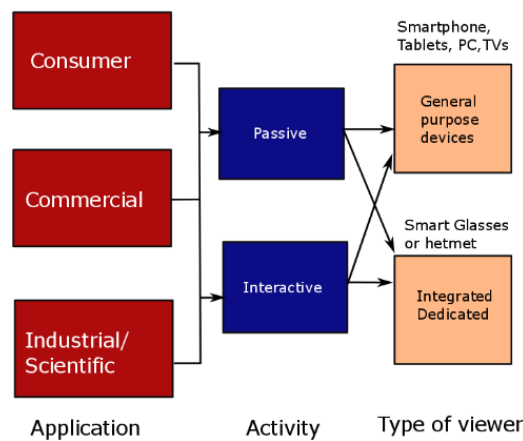 Smartphone,
Tablets, PC,TVs
Consumer
General
purpose
devices
Passive
Commercial
Smart Glasses
or hetmet
Interactive
Integrated
Dedicated
Industrial/
Scientific
Application
Activity
Type of viewer